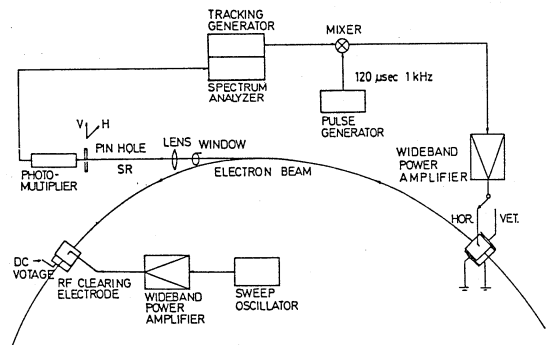 TRACKING
GENERATOR
MIXER
SPECTRUM
ANALYZER
120 μsec 1 kHz
PULSE
GENERATOR
V H
PIN HOLE
LENS
WINDOW
SR
ELECTRON BEAM
PHOTO-
MULTIPLIER
WIDEBAND
POWER
AMPLIFIER
HOR.
VET.
DC
VOTAGE
RF CLEARING
ELECTRODE
WIDEBAND
POWER
AMPLIFIER
SWEEP
OSCILLATOR